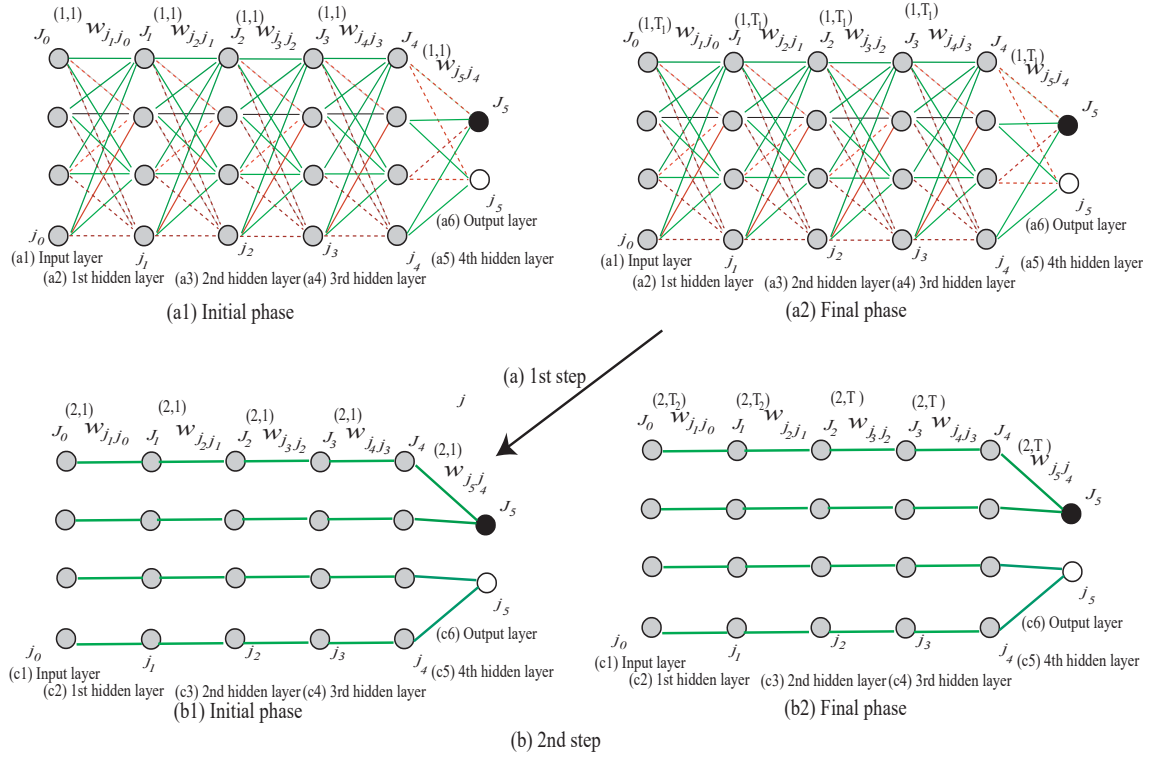 (1,1) (1,1) (1,1) (1,1)
J0 wj1j0 J1 wj2j1 J2 wj3j2 J3 wj4j3 J4
(1,1)
wj5j4
J5
j5
(a6) Output layer
j0 j1 j2 j3 j4
(a1) Input layer
(a5) 4th hidden layer
(a2) 1st hidden layer (a3) 2nd hidden layer (a4) 3rd hidden layer
(a1) Initial phase
(1,T1) (1,T1) (1,T1) (1,T1)
J0 wj1j0 J1 wj2j1 J2 wj3j2 J3 wj4j3 J4
(1,T1)
wj5j4
J5
j5
(a6) Output layer
j0 j1 j2 j3 j4
(a1) Input layer
(a5) 4th hidden layer
(a2) 1st hidden layer (a3) 2nd hidden layer (a4) 3rd hidden layer
(a2) Final phase
(a) 1st step
j
(2,1) (2,1) (2,1) (2,1)
J0 wj1j0 J1 wj2j1 J2 wj3j2 J3 wj4j3 J4
(2,1)
wj5j4
J5
j5
(c6) Output layer
j0 j1 j2 j3 j4
(c1) Input layer
(c5) 4th hidden layer
(c2) 1st hidden layer (c3) 2nd hidden layer (c4) 3rd hidden layer
(b1) Initial phase
(2,T2) (2,T2) (2,T ) (2,T )
J0 wj1j0 J1 wj2j1 J2 wj3j2 J3 wj4j3 J4
(2,T )
wj5j4
J5
j5
(c6) Output layer
j0 j1 j2 j3 j4
(c1) Input layer
(c5) 4th hidden layer
(c2) 1st hidden layer (c3) 2nd hidden layer (c4) 3rd hidden layer
(b2) Final phase
(b) 2nd step